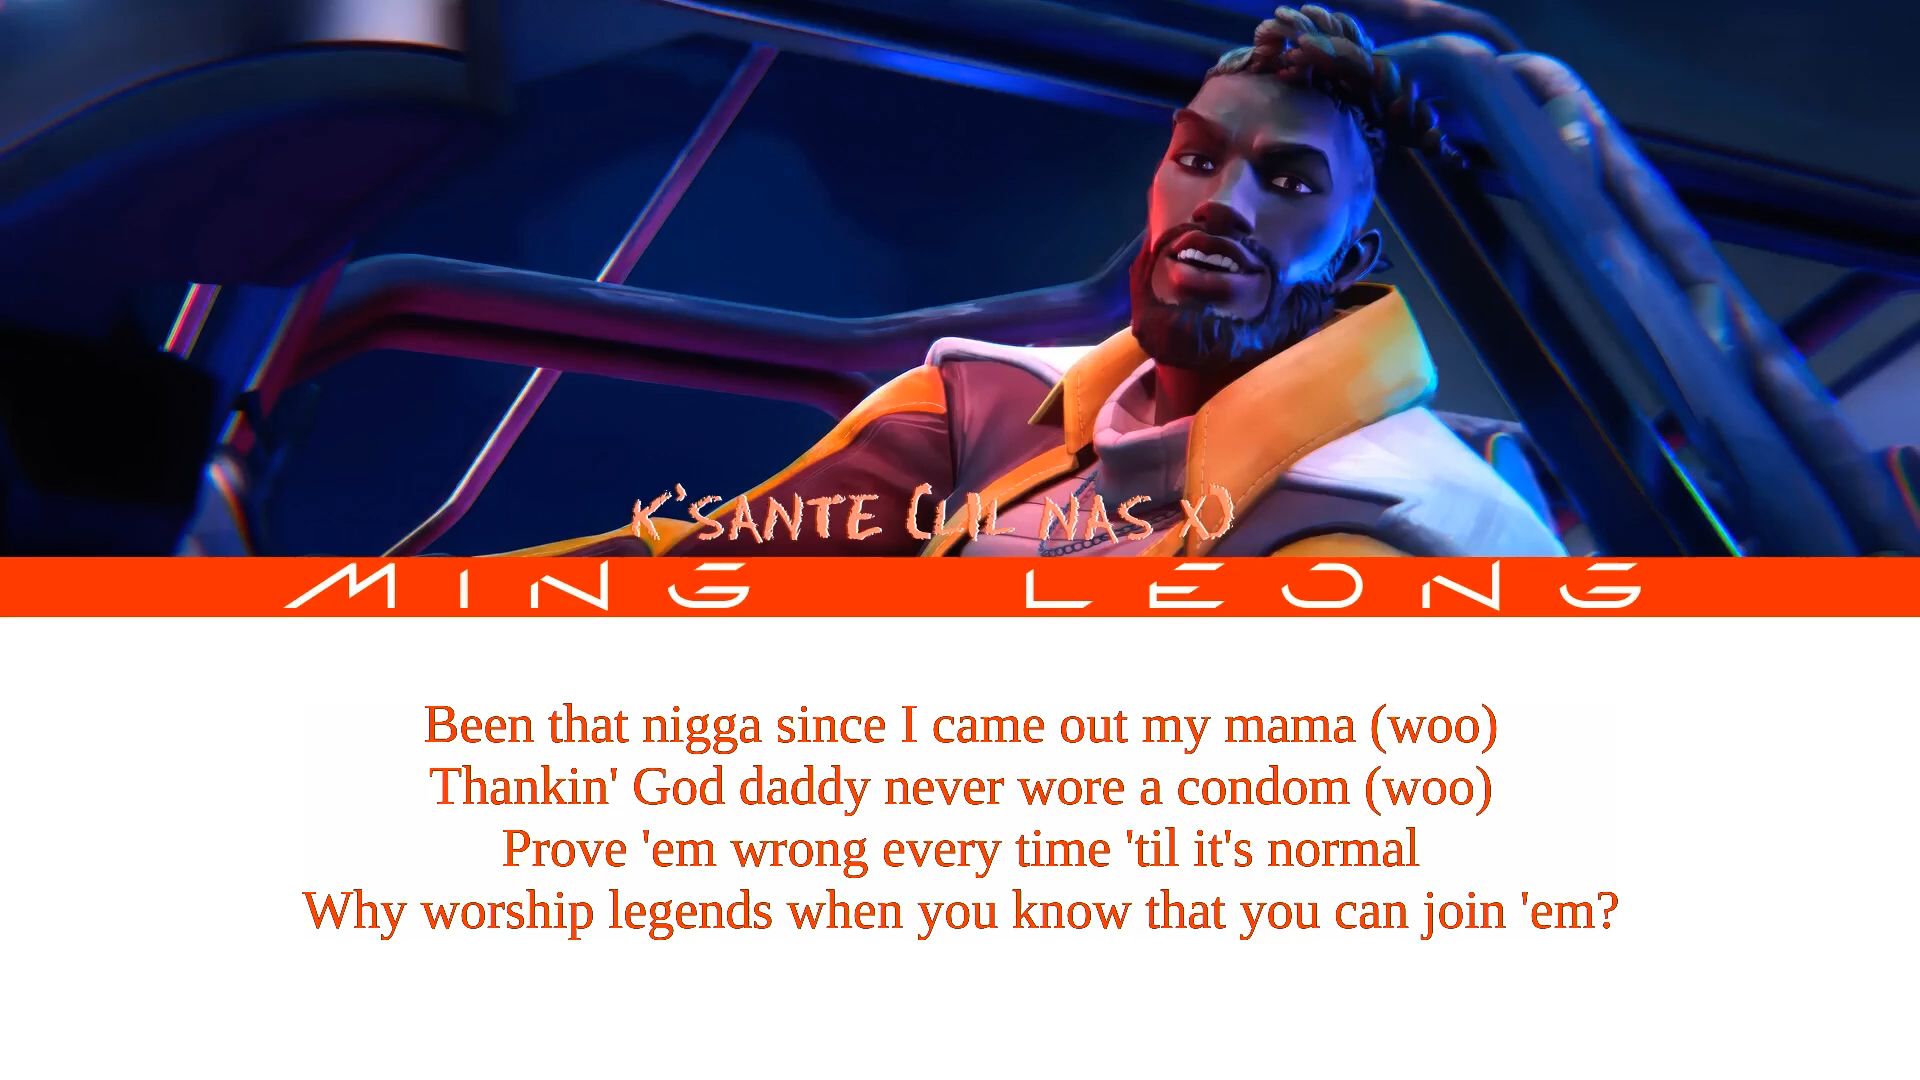 K'SANTE (LIL NAS X)
MING LEONG
Been that nigga since I came out my mama (woo)
Thankin' God daddy never wore a condom (woo)
Prove 'em wrong every time 'til it's normal
Why worship legends when you know that you can join 'em?